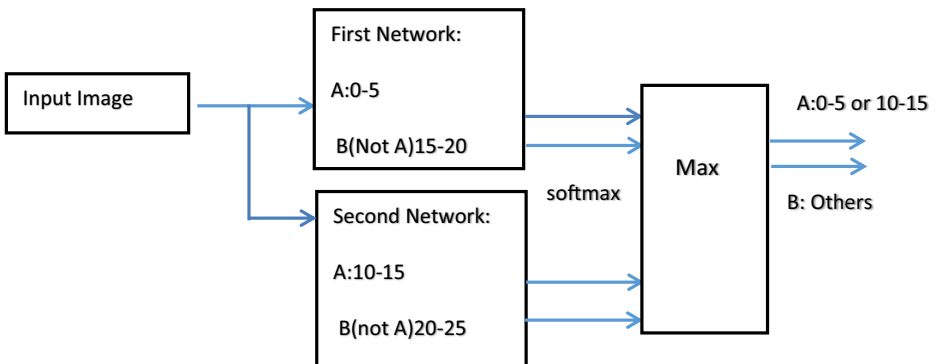 Input Image
First Network:
A:0-5
B(Not A)15-20
Second Network:
A:10-15
B(not A)20-25
softmax
Max
A:0-5 or 10-15
B: Others